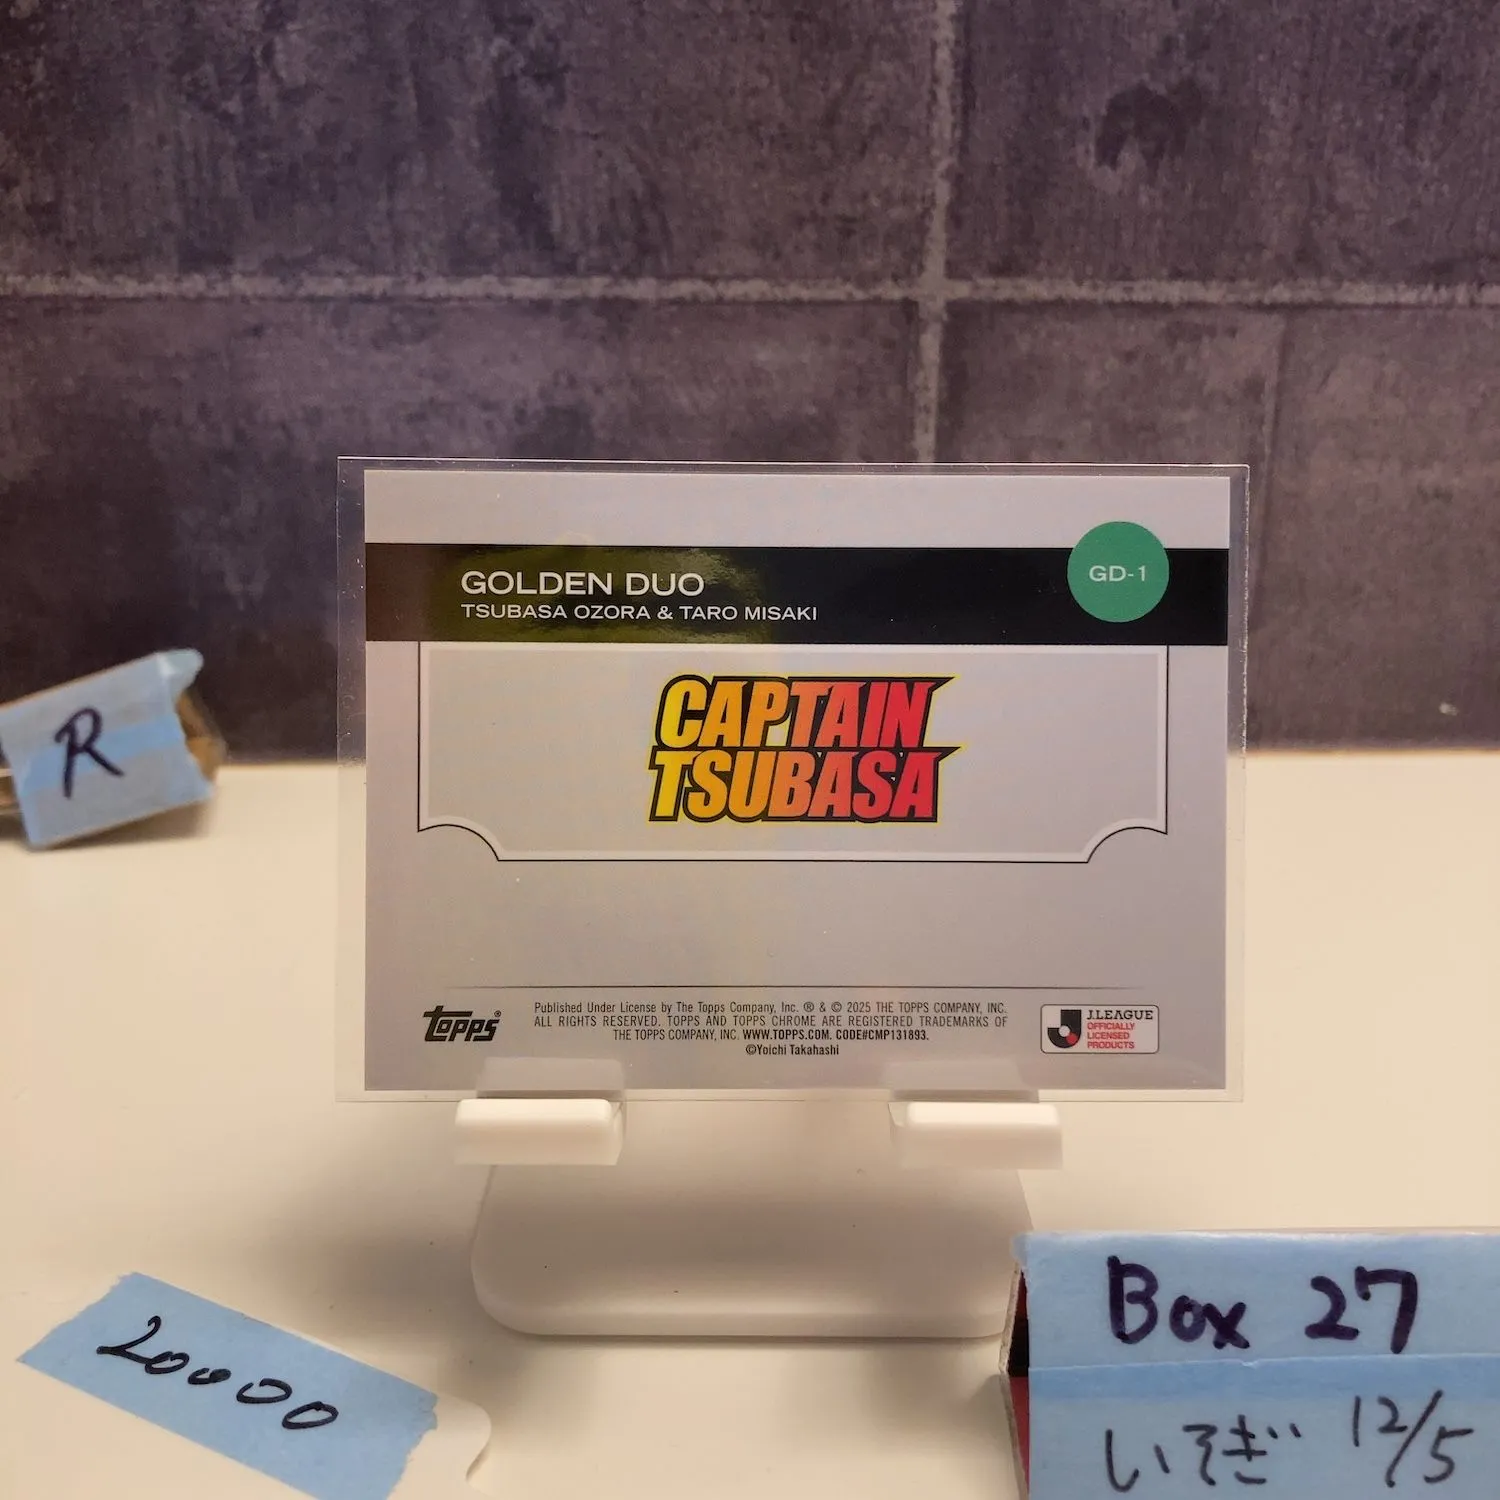 GOLDEN DUO
TSUBASA OZORA & TARO MISAKI
GD-1
CAPTAIN
TSUBASA
topps®
Published Under License by The Topps Company, Inc. ® & © 2025 THE TOPPS COMPANY, INC.
ALL RIGHTS RESERVED. TOPPS AND TOPPS CHROME ARE REGISTERED TRADEMARKS OF
THE TOPPS COMPANY, INC. WWW.TOPPS.COM. CODE#CMP131893.
©Yoichi Takahashi
J.LEAGUE
OFFICIALLY
LICENSED
PRODUCTS
R
20000
Box 27
いそぎ 12/5